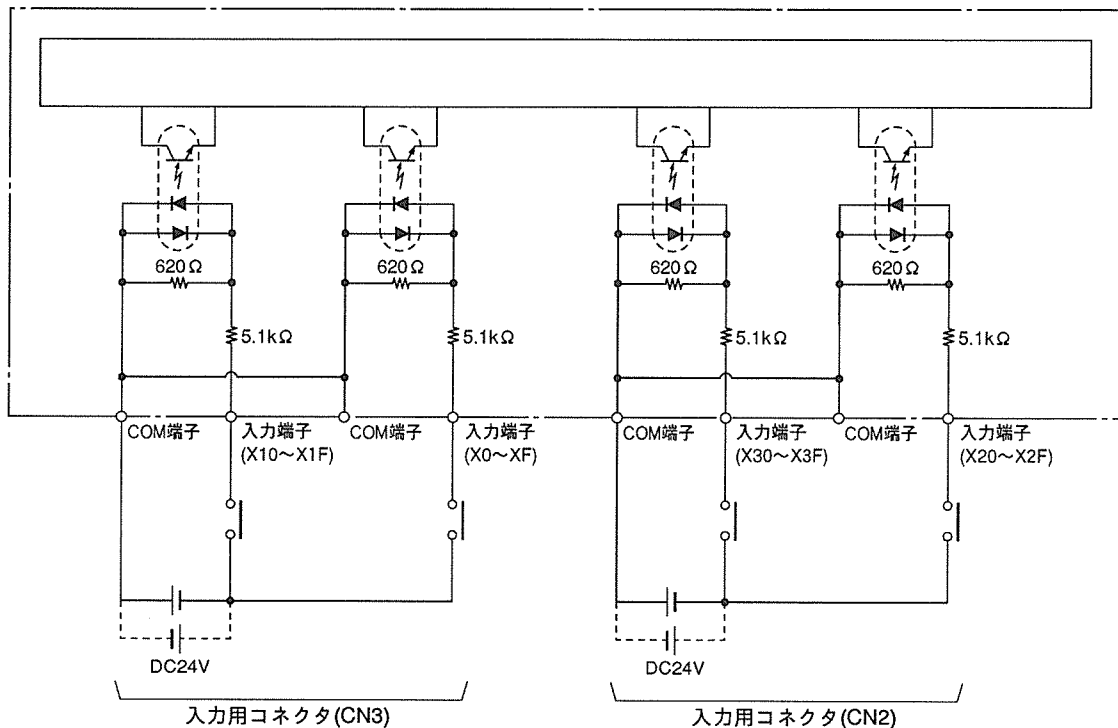 620Ω
620Ω
620Ω
620Ω
5.1kΩ
5.1kΩ
5.1kΩ
5.1kΩ
COM端子
入力端子
(X10～X1F)
COM端子
入力端子
(X0～XF)
COM端子
入力端子
(X30～X3F)
COM端子
入力端子
(X20～X2F)
DC24V
DC24V
入力用コネクタ(CN3)
入力用コネクタ(CN2)